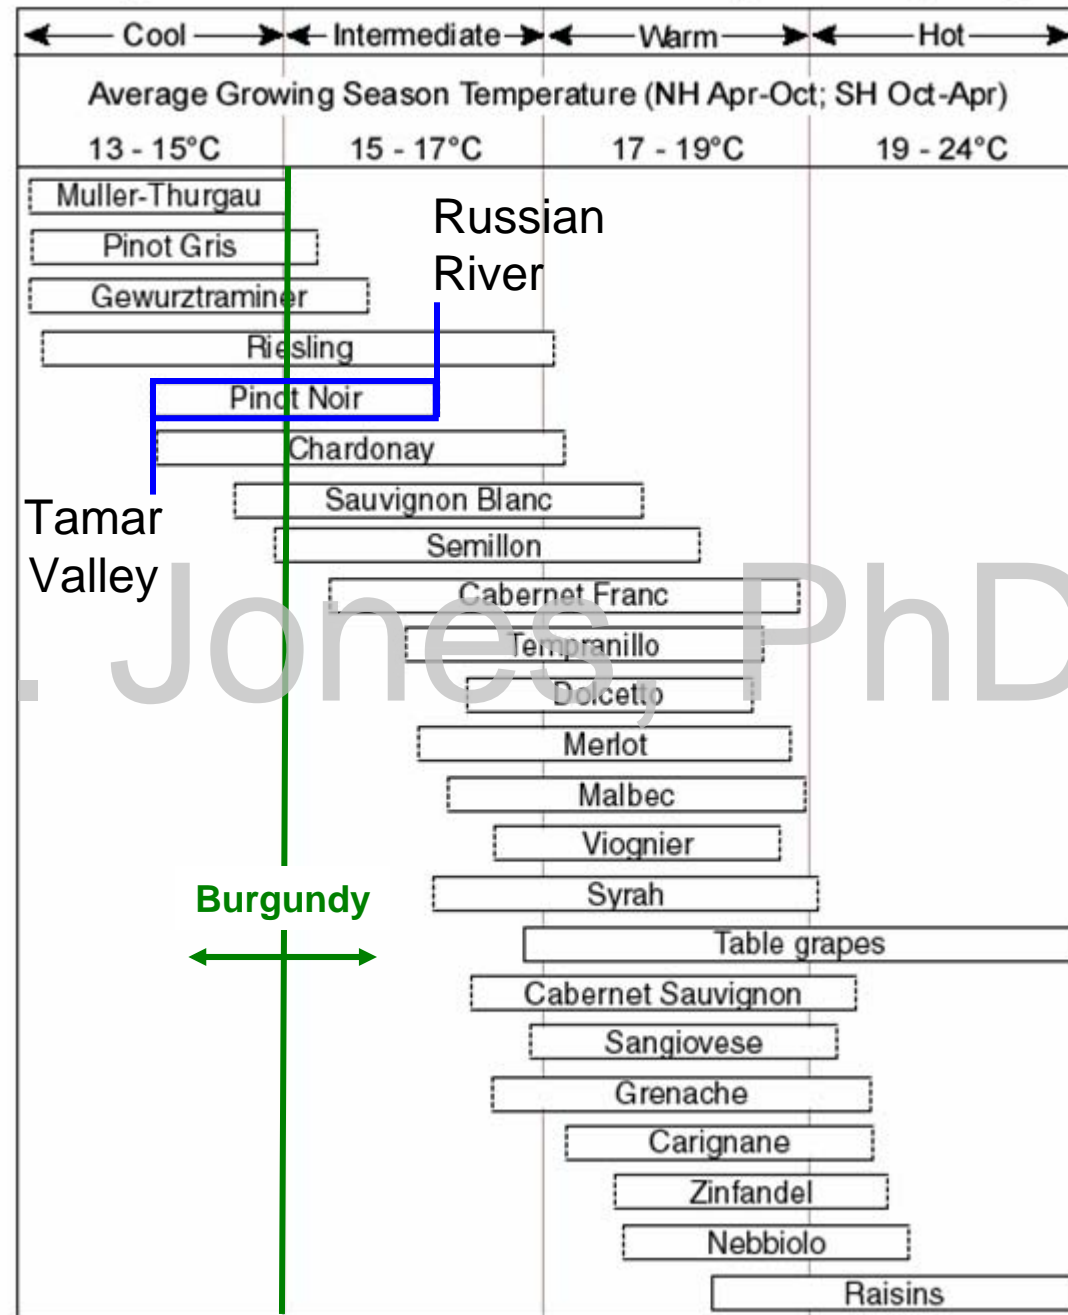 Cool Intermediate Warm Hot
Average Growing Season Temperature (NH Apr-Oct; SH Oct-Apr)
13 - 15°C 15 - 17°C 17 - 19°C 19 - 24°C
Muller-Thurgau
Russian
River
Pinot Gris
Gewurztraminer
Riesling
Pinot Noir
Chardonay
Sauvignon Blanc
Tamar
Valley
Semillon
Cabernet Franc
. Jones, PhD
Tempranillo
Dolcetto
Merlot
Malbec
Viognier
Syrah
Burgundy
Table grapes
Cabernet Sauvignon
Sangiovese
Grenache
Carignane
Zinfandel
Nebbiolo
Raisins